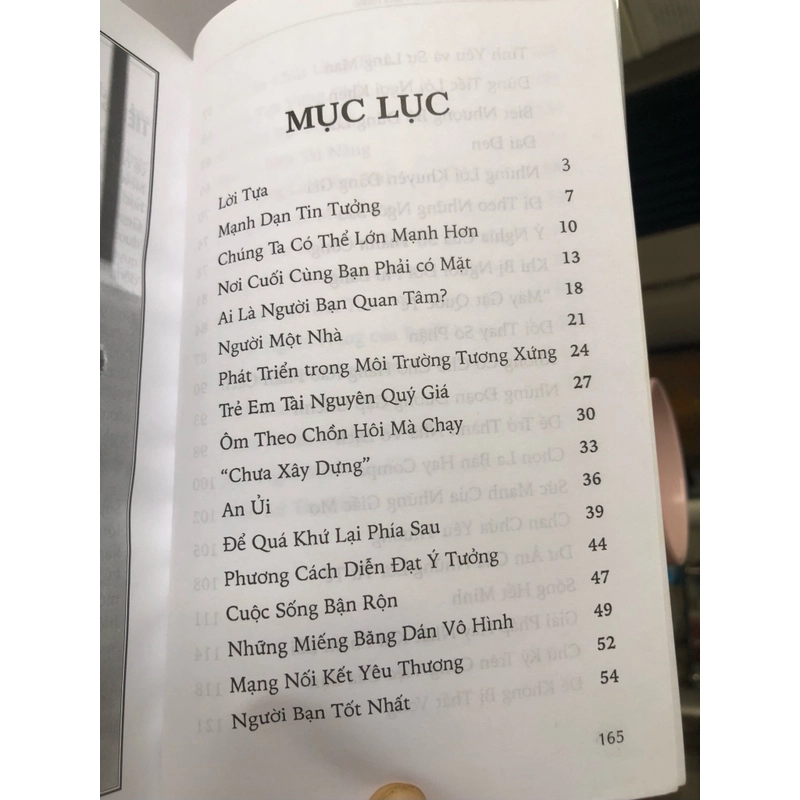 MỤC LỤC
Lời Tựa 3
Mạnh Dạn Tin Tưởng 7
Chúng Ta Có Thể Lớn Mạnh Hơn 10
Nơi Cuối Cùng Bạn Phải có Mặt 13
Ai Là Người Bạn Quan Tâm? 18
Người Một Nhà 21
Phát Triển trong Môi Trường Tương Xứng 24
Trẻ Em Tài Nguyên Quý Giá 27
Ôm Theo Chồn Hôi Mà Chạy 30
“Chưa Xây Dựng” 33
An Ủi 36
Để Quá Khứ Lại Phía Sau 39
Phương Cách Diễn Đạt Ý Tưởng 44
Cuộc Sống Bận Rộn 47
Những Miếng Băng Dán Vô Hình 49
Mạng Nối Kết Yêu Thương 52
Người Bạn Tốt Nhất 54
165